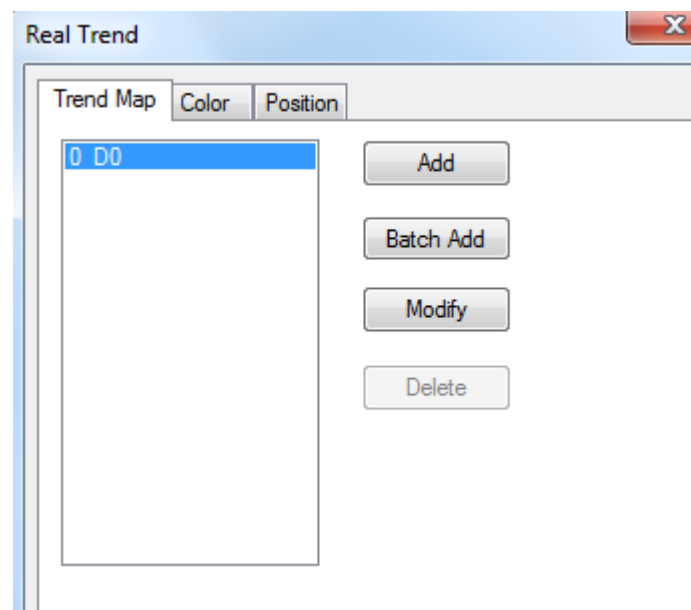 Real Trend
Trend Map Color Position
0 D0
Add
Batch Add
Modify
Delete